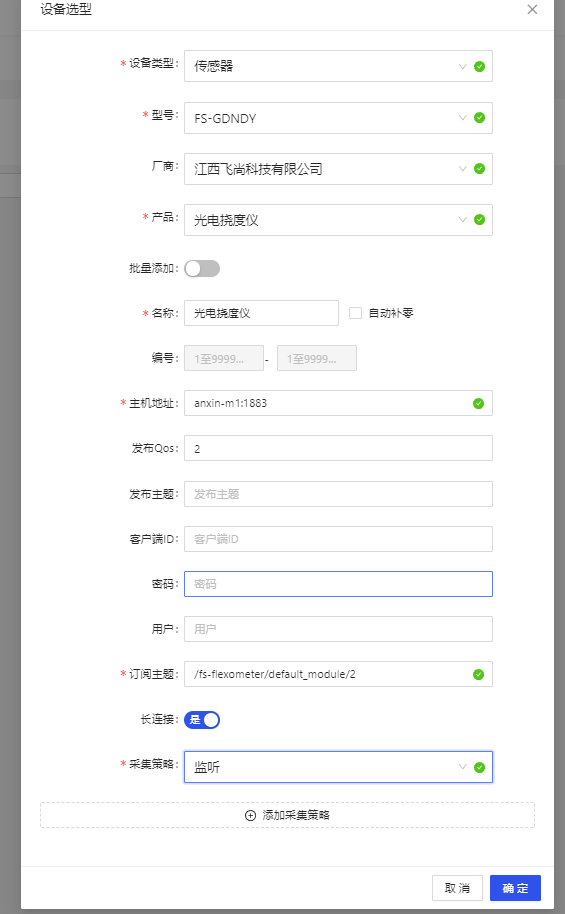 设备选型
* 设备类型: 传感器
* 型号: FS-GDNDY
厂商: 江西飞尚科技有限公司
* 产品: 光电挠度仪
批量添加:
* 名称: 光电挠度仪 自动补零
编号: 1至9999... - 1至9999...
* 主机地址: anxin-m1:1883
发布Qos: 2
发布主题: 发布主题
客户端ID: 客户端ID
密码: 密码
用户: 用户
* 订阅主题: /fs-flexometer/default_module/2
长连接: 是
* 采集策略: 监听
添加采集策略
取消 确定